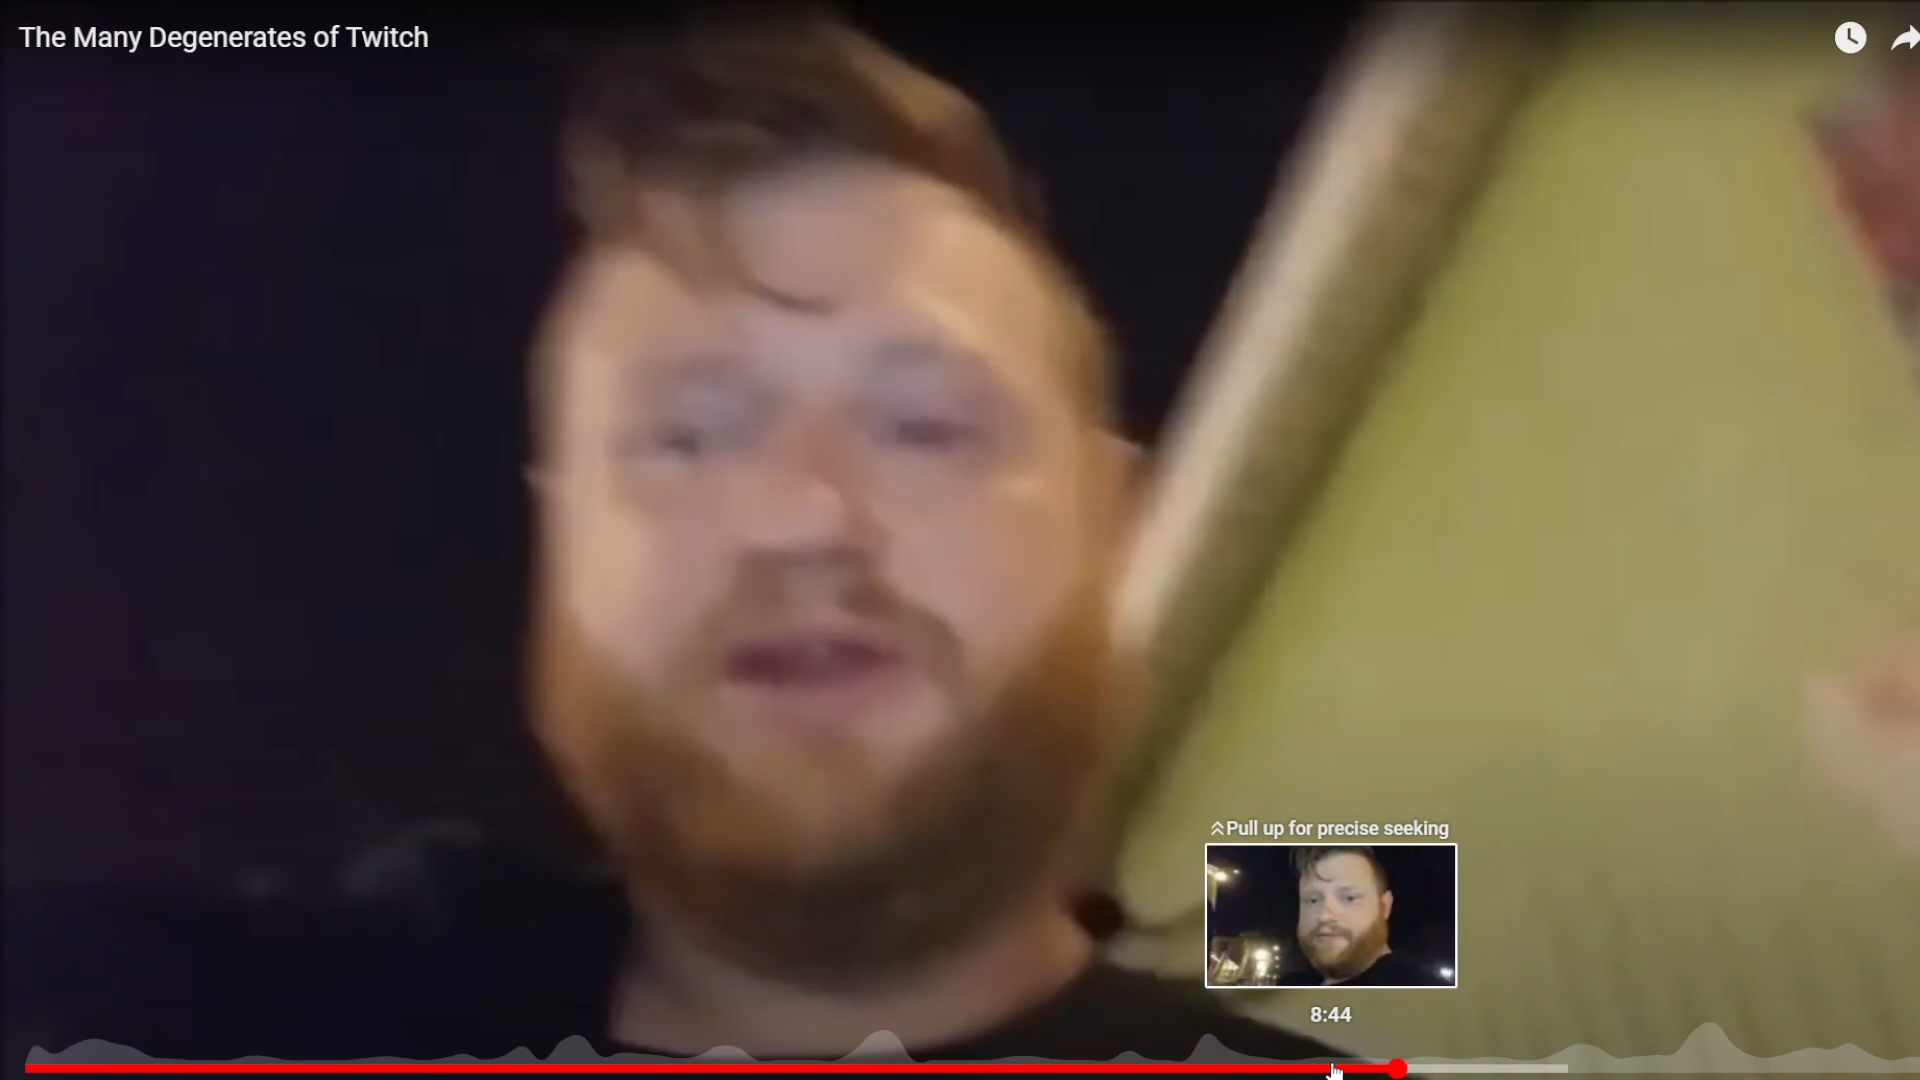 The Many Degenerates of Twitch
Pull up for precise seeking
8:44